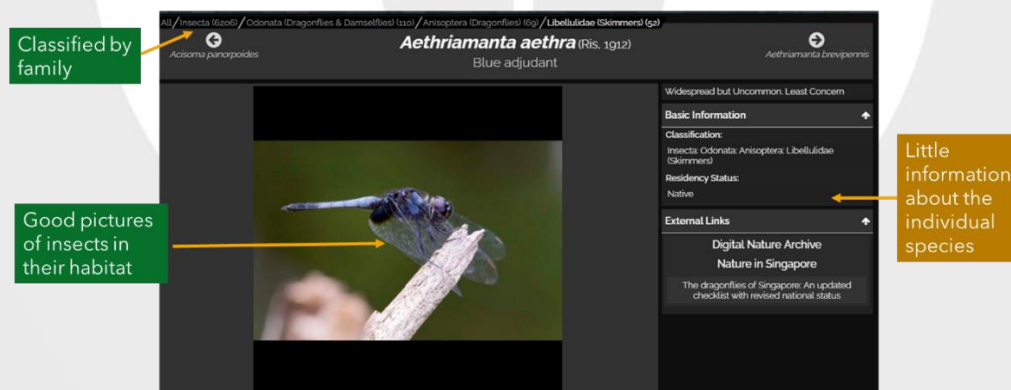 All/Insecta (6206)/Odonata (Dragonflies & Damselflies) (110)/Anisoptera (Dragonflies) (69)/Libellulidae (Skimmers) (52)
Classified by
family
Acisoma panorpoides
Aethriamanta aethra (Ris, 1912)
Blue adjudant
Aethriamanta brevipennis
Widespread but Uncommon. Least Concern
Basic Information
Classification:
Insecta: Odonata: Anisoptera: Libellulidae
(Skimmers)
Residency Status:
Native
Little
information
about the
individual
species
Good pictures
of insects in
their habitat
External Links
Digital Nature Archive
Nature in Singapore
The dragonflies of Singapore: An updated
checklist with revised national status